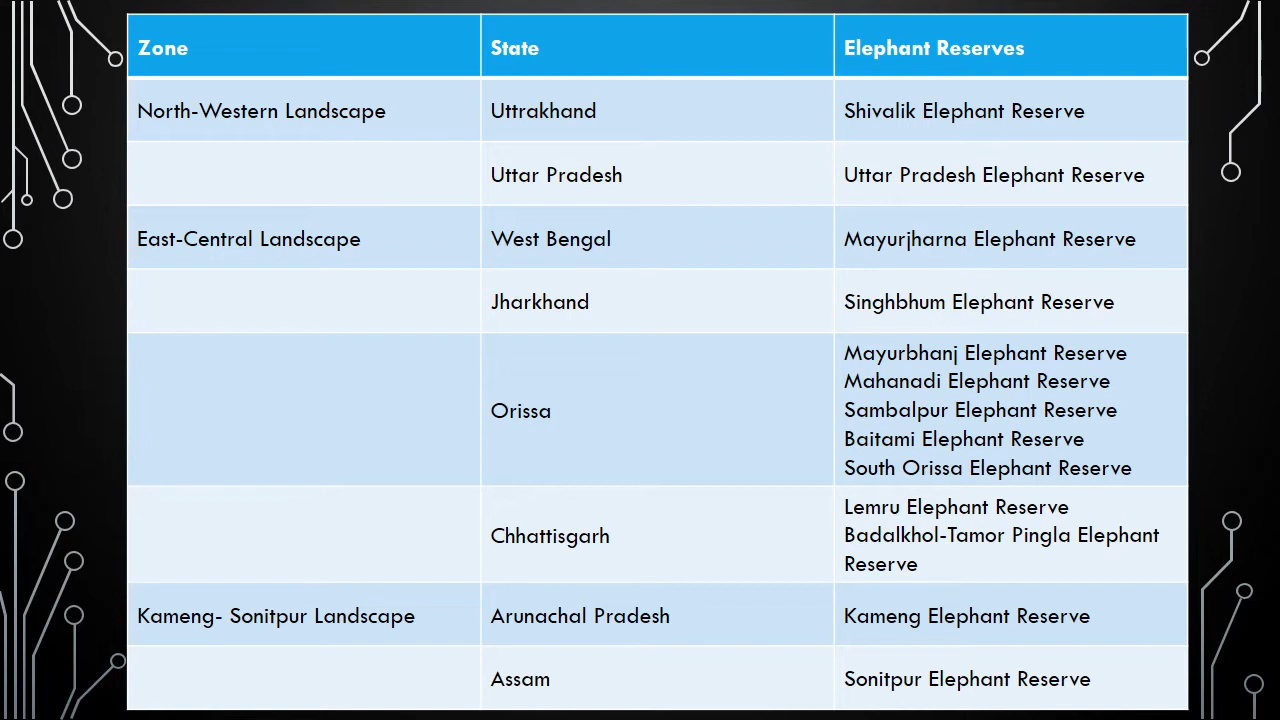 Zone State Elephant Reserves
North-Western Landscape Uttrakhand Shivalik Elephant Reserve
Uttar Pradesh Uttar Pradesh Elephant Reserve
East-Central Landscape West Bengal Mayurjharna Elephant Reserve
Jharkhand Singhbhum Elephant Reserve
Orissa
Mayurbhanj Elephant Reserve
Mahanadi Elephant Reserve
Sambalpur Elephant Reserve
Baitami Elephant Reserve
South Orissa Elephant Reserve
Chhattisgarh
Lemru Elephant Reserve
Badalkhol-Tamor Pingla Elephant
Reserve
Kameng- Sonitpur Landscape Arunachal Pradesh Kameng Elephant Reserve
Assam Sonitpur Elephant Reserve